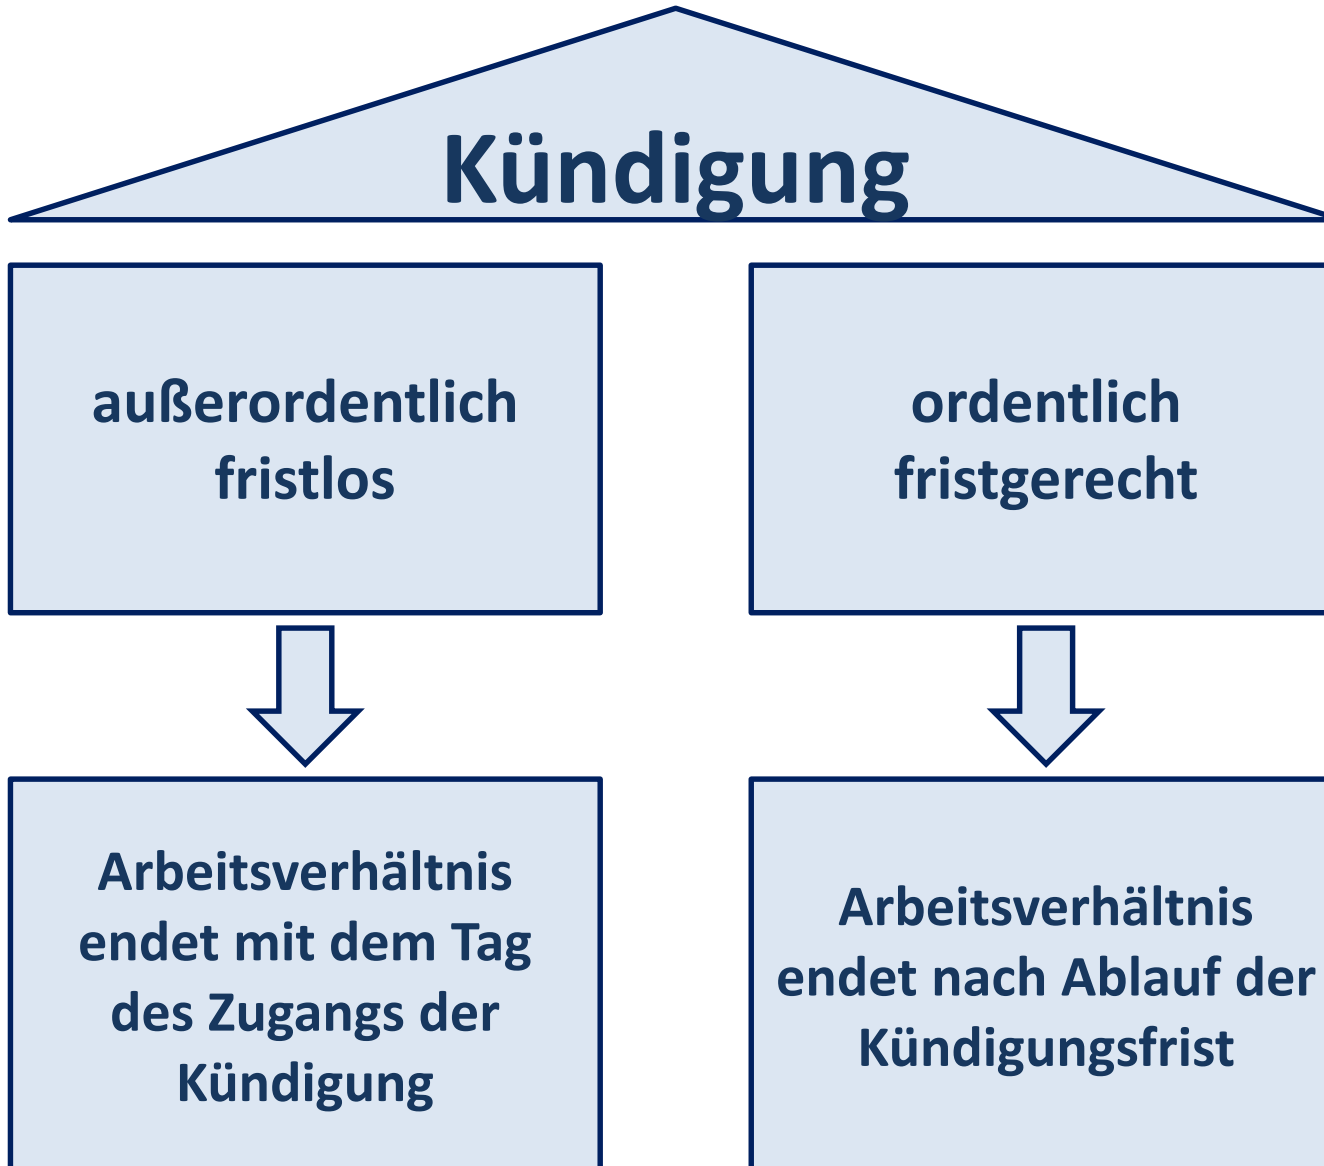 Kündigung
außerordentlich
fristlos
ordentlich
fristgerecht
Arbeitsverhältnis
endet mit dem Tag
des Zugangs der
Kündigung
Arbeitsverhältnis
endet nach Ablauf der
Kündigungsfrist